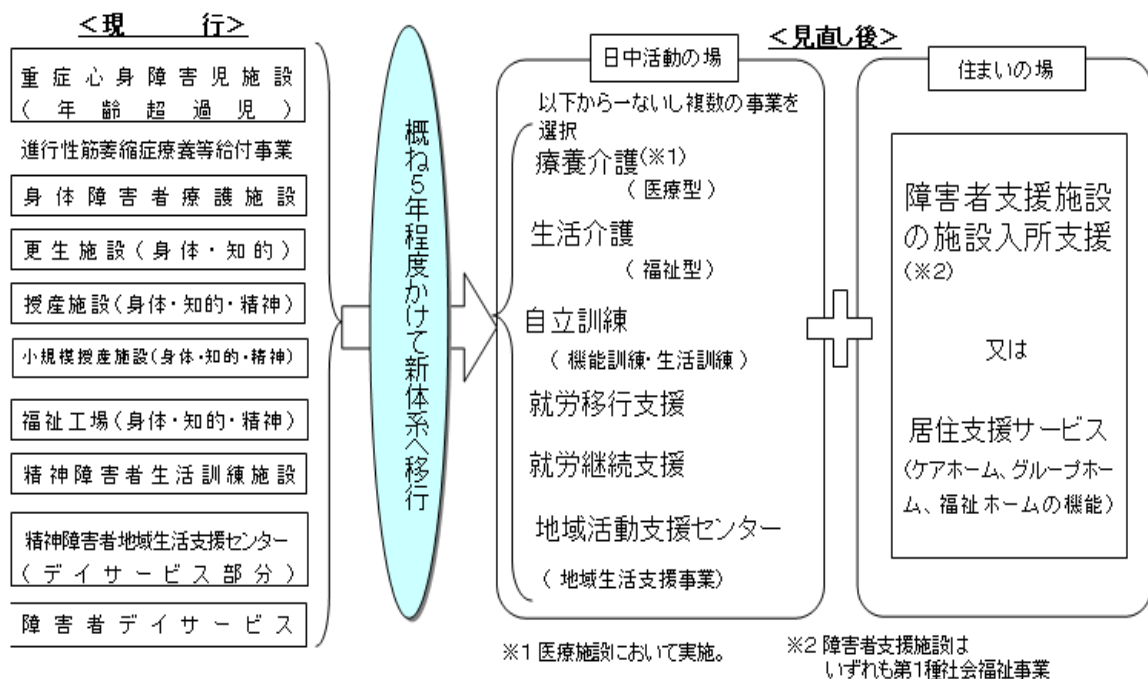 <現　　行>
重症心身障害児施設
(年齢超過児)
進行性筋萎縮症療養等給付事業
身体障害者療護施設
更生施設(身体・知的)
授産施設(身体・知的・精神)
小規模授産施設(身体・知的・精神)
福祉工場(身体・知的・精神)
精神障害者生活訓練施設
精神障害者地域生活支援センター
(デイサービス部分)
障害者デイサービス
概ね5年程度かけて新体系へ移行
<見直し後>
日中活動の場
以下から一ないし複数の事業を
選択
療養介護(※1)
(医療型)
生活介護
(福祉型)
自立訓練
(機能訓練・生活訓練)
就労移行支援
就労継続支援
地域活動支援センター
(地域生活支援事業)
※1 医療施設において実施。
住まいの場
障害者支援施設
の施設入所支援
(※2)
又は
居住支援サービス
(ケアホーム、グループホー
ム、福祉ホームの機能)
※2 障害者支援施設は
いずれも第1種社会福祉事業